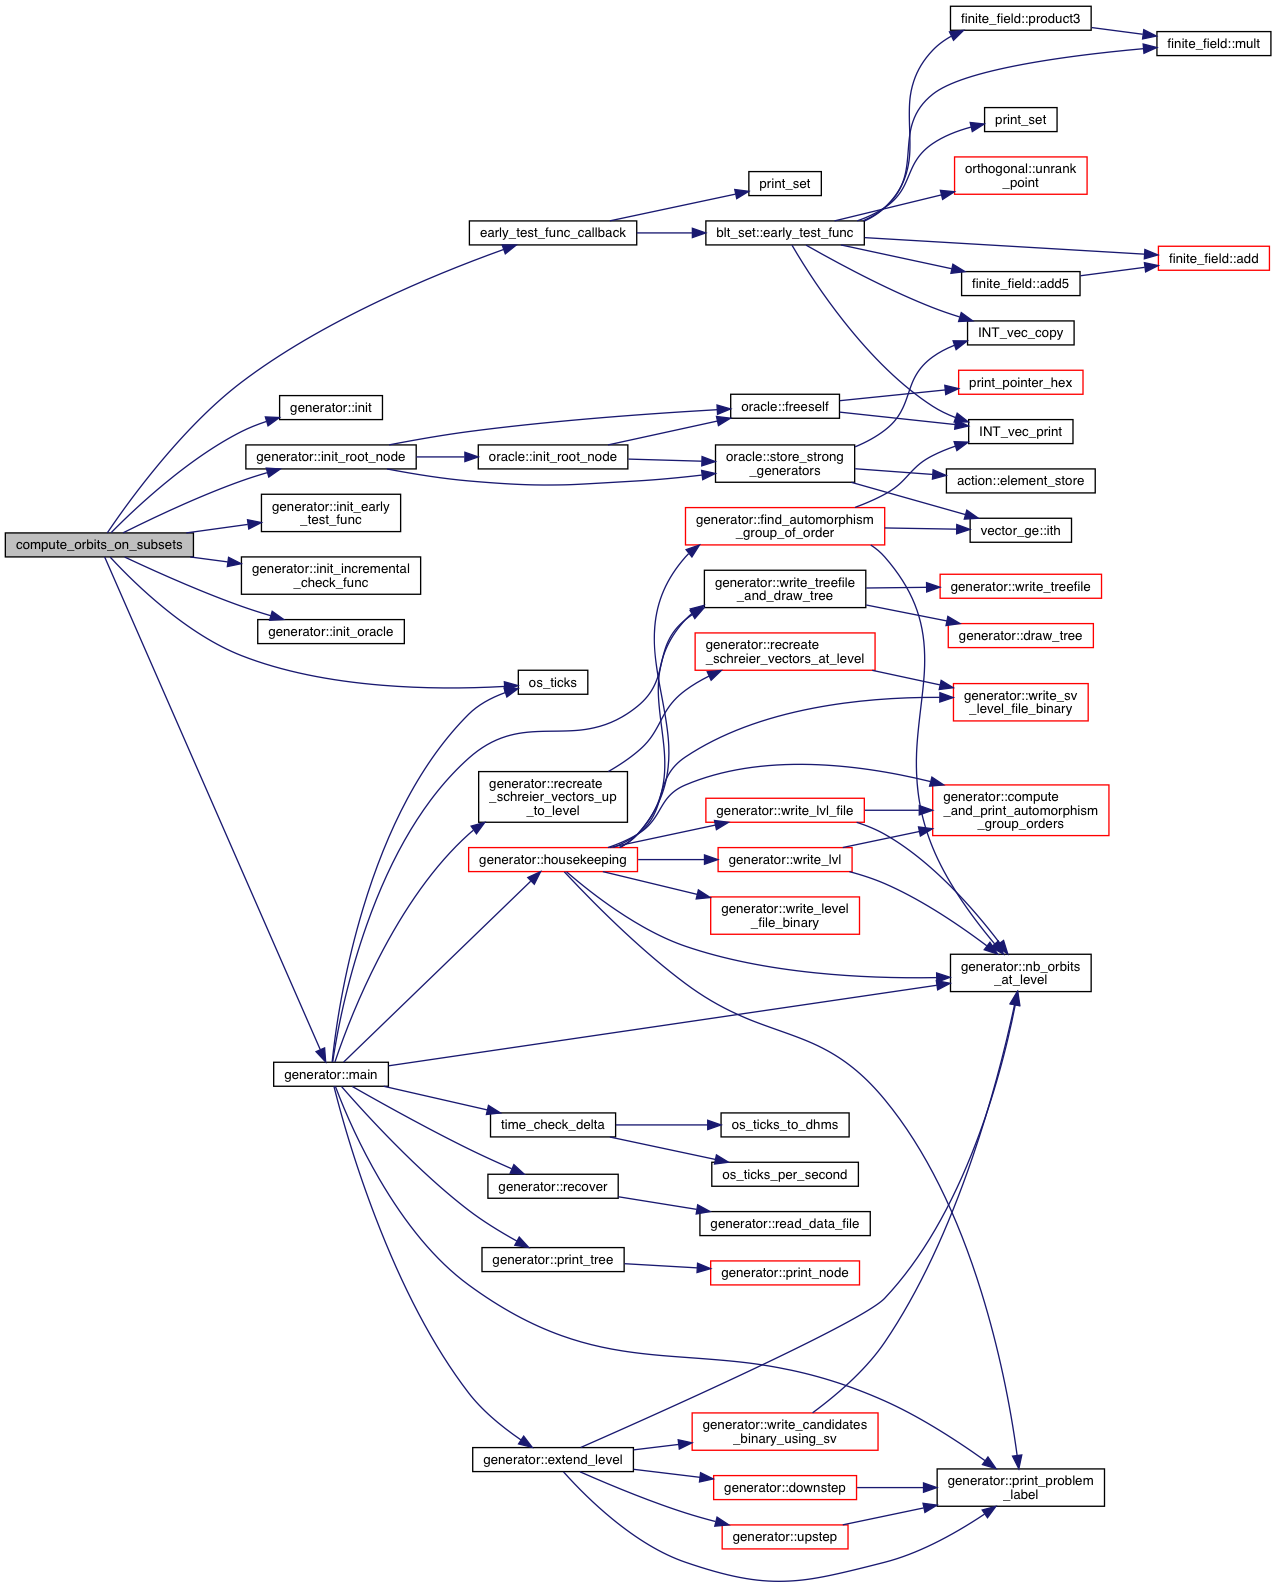 finite_field::product3
finite_field::mult
print_set
orthogonal::unrank
_point
print_set
early_test_func_callback
blt_set::early_test_func
finite_field::add
finite_field::add5
INT_vec_copy
print_pointer_hex
generator::init
oracle::freeself
INT_vec_print
generator::init_root_node
oracle::init_root_node
oracle::store_strong
_generators
action::element_store
generator::init_early
_test_func
generator::find_automorphism
_group_of_order
vector_ge::ith
compute_orbits_on_subsets
generator::init_incremental
_check_func
generator::write_treefile
_and_draw_tree
generator::write_treefile
generator::init_oracle
generator::draw_tree
generator::recreate
_schreier_vectors_at_level
os_ticks
generator::write_sv
_level_file_binary
generator::recreate
_schreier_vectors_up
_to_level
generator::compute
_and_print_automorphism
_group_orders
generator::write_lvl_file
generator::housekeeping
generator::write_lvl
generator::write_level
_file_binary
generator::nb_orbits
_at_level
generator::main
time_check_delta
os_ticks_to_dhms
os_ticks_per_second
generator::recover
generator::read_data_file
generator::print_tree
generator::print_node
generator::write_candidates
_binary_using_sv
generator::extend_level
generator::downstep
generator::print_problem
_label
generator::upstep